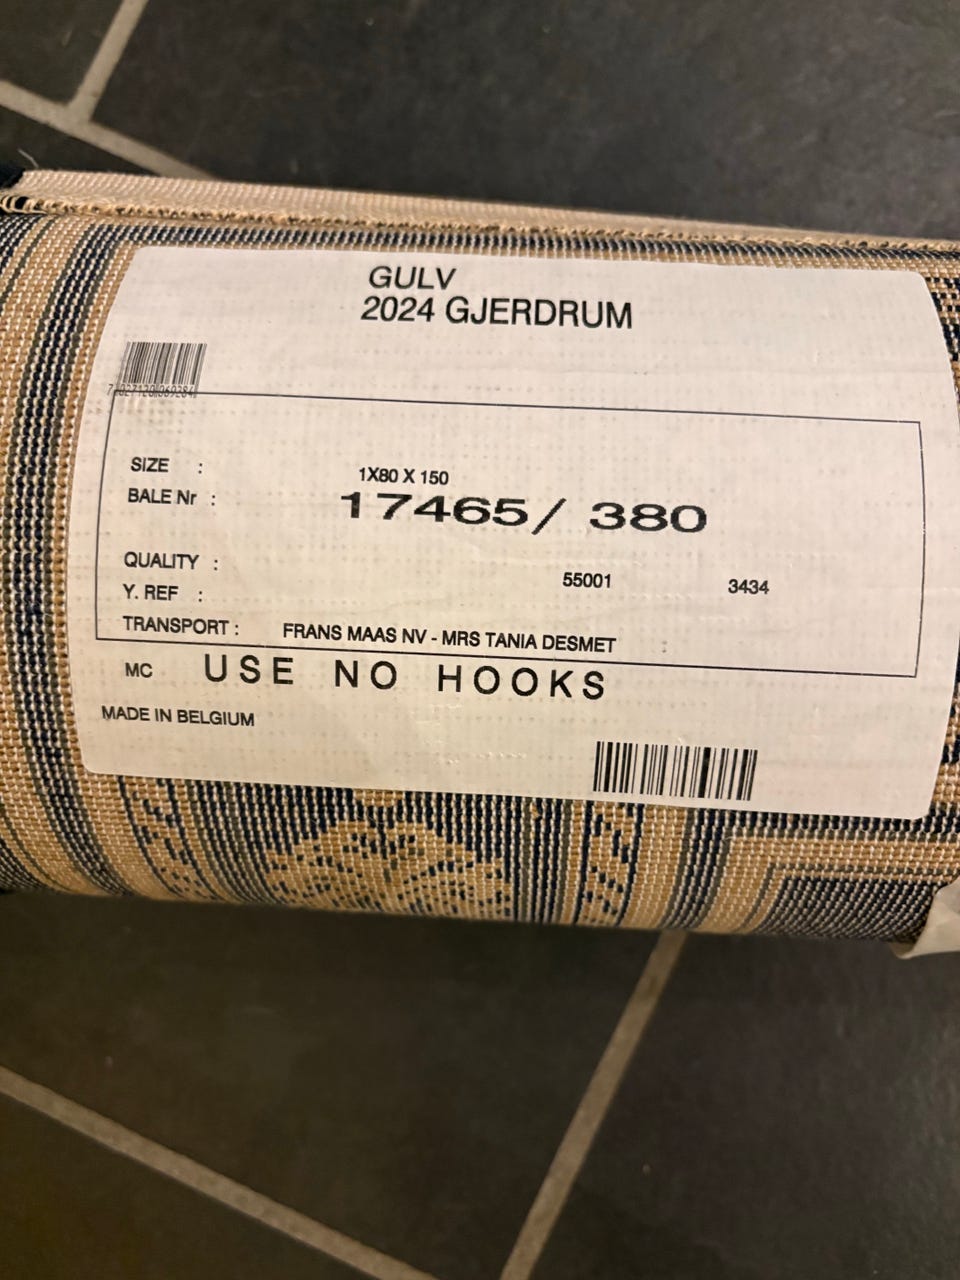 GULV
2024 GJERDRUM
SIZE : 1X80 X 150
BALE Nr : 17465/ 380
QUALITY :
55001 3434
Y. REF :
TRANSPORT : FRANS MAAS NV - MRS TANIA DESMET :
MC USE NO HOOKS
MADE IN BELGIUM